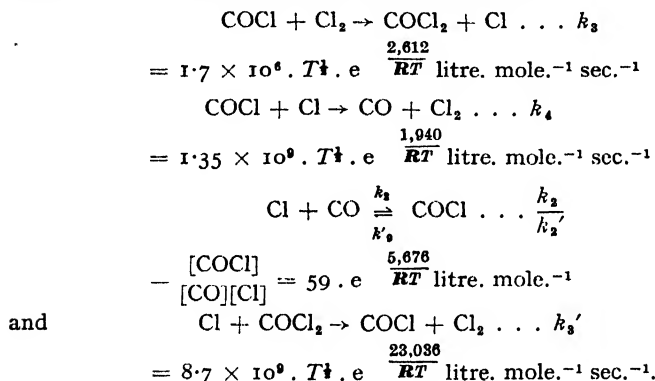 COCl + Cl₂ → COCl₂ + Cl . . . k₃
= 1·7 × 10⁶ . T^½ . e 2,612/RT litre. mole.⁻¹ sec.⁻¹
COCl + Cl → CO + Cl₂ . . . k₄
= 1·35 × 10⁹ . T^½ . e 1,940/RT litre. mole.⁻¹ sec.⁻¹
Cl + CO ⇌ COCl . . . k₂/k₂′
− [COCl]/[CO][Cl] = 59 . e 5,676/RT litre. mole.⁻¹
and Cl + COCl₂ → COCl + Cl₂ . . . k₃′
= 8·7 × 10⁹ . T^½ . e 23,036/RT litre. mole.⁻¹ sec.⁻¹.